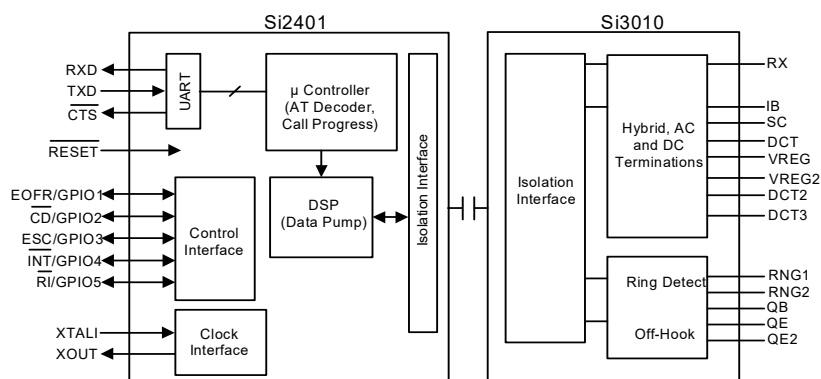 Si2401
Si3010
RXD
TXD
CTS
RESET
EOFR/GPIO1
CD/GPIO2
ESC/GPIO3
INT/GPIO4
RI/GPIO5
XTALI
XOUT
UART
µ Controller
(AT Decoder,
Call Progress)
DSP
(Data Pump)
Control
Interface
Clock
Interface
Isolation Interface
Isolation
Interface
Hybrid, AC
and DC
Terminations
Ring Detect
Off-Hook
RX
IB
SC
DCT
VREG
VREG2
DCT2
DCT3
RNG1
RNG2
QB
QE
QE2